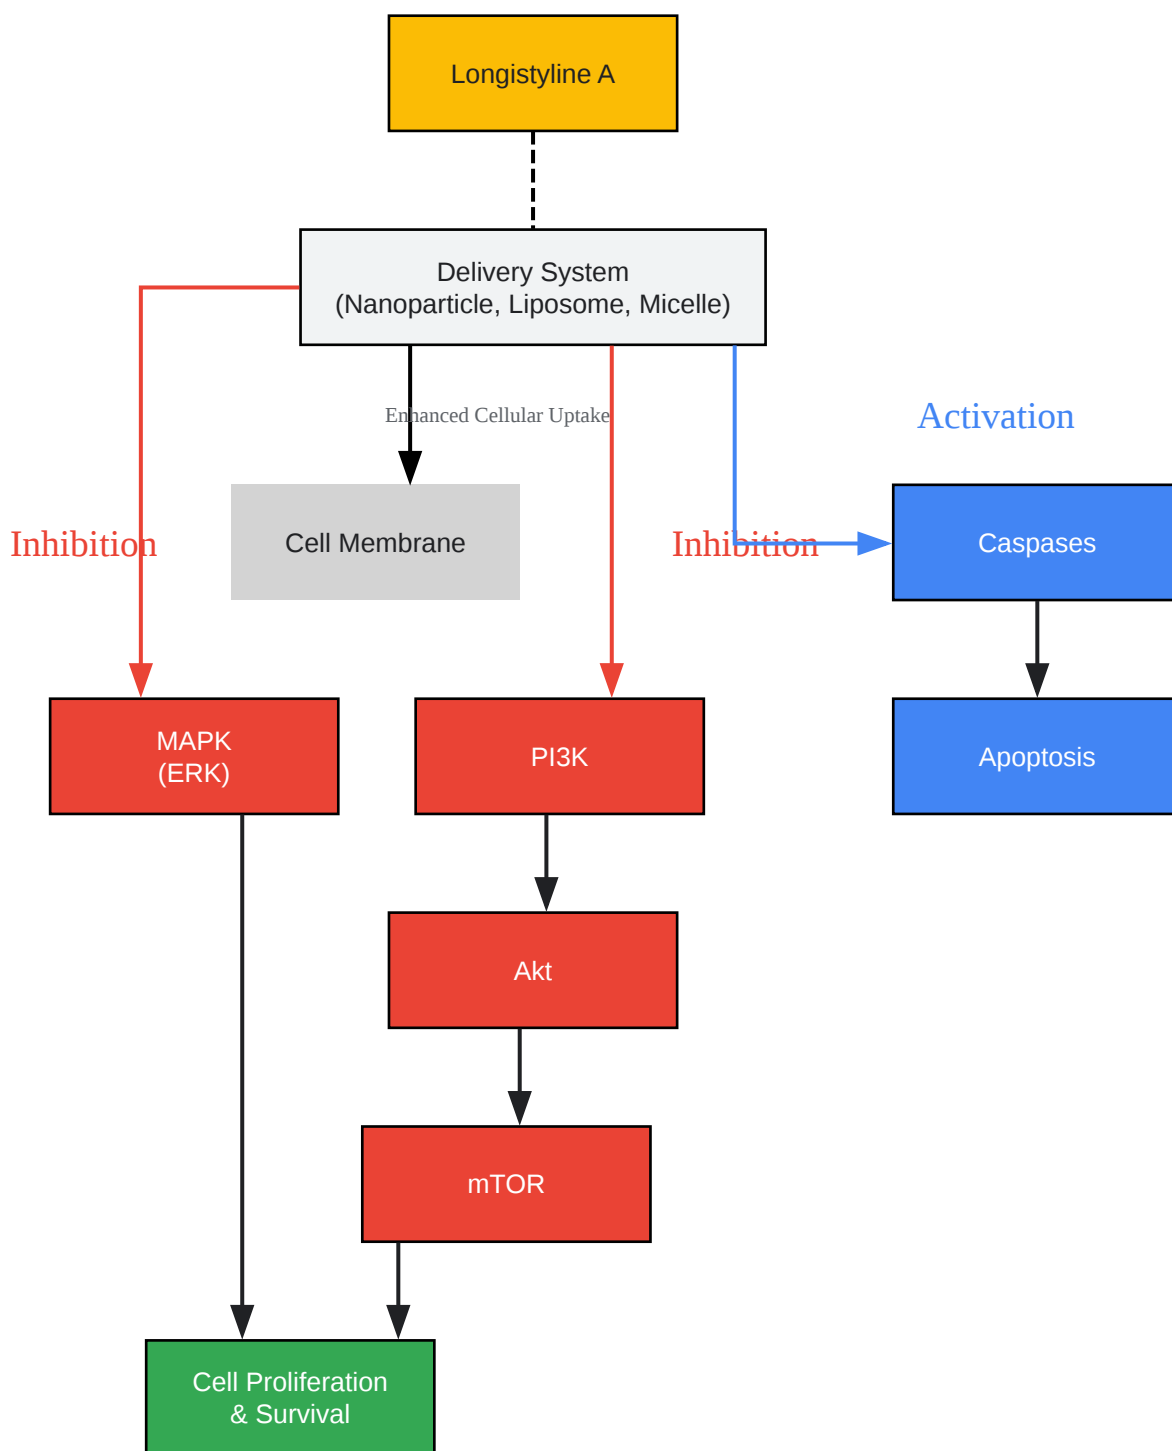 Longistyline A
Delivery System
(Nanoparticle, Liposome, Micelle)
Enhanced Cellular Uptake
Activation
Inhibition
Cell Membrane
Inhibition
Caspases
MAPK
(ERK)
PI3K
Apoptosis
Akt
mTOR
Cell Proliferation
& Survival